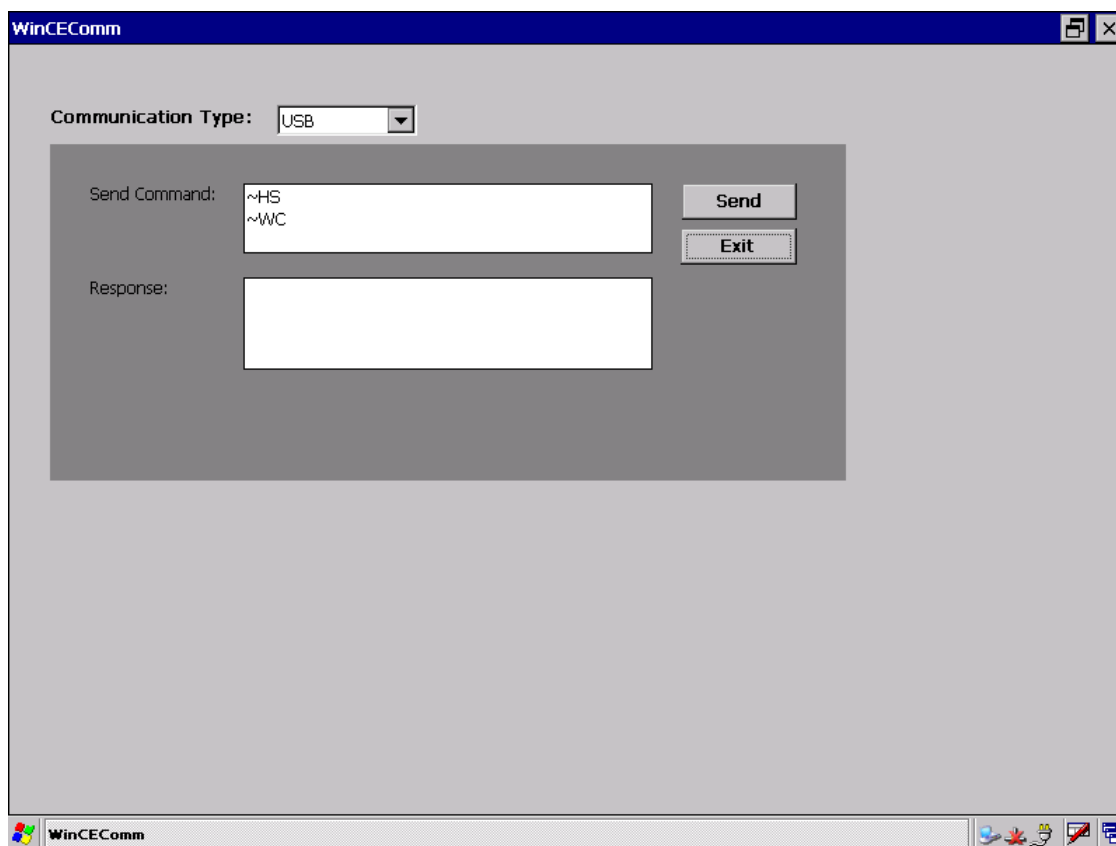 WinCEComm
Communication Type: USB
Send Command:
~HS
~WC
Send
Exit
Response:
WinCEComm